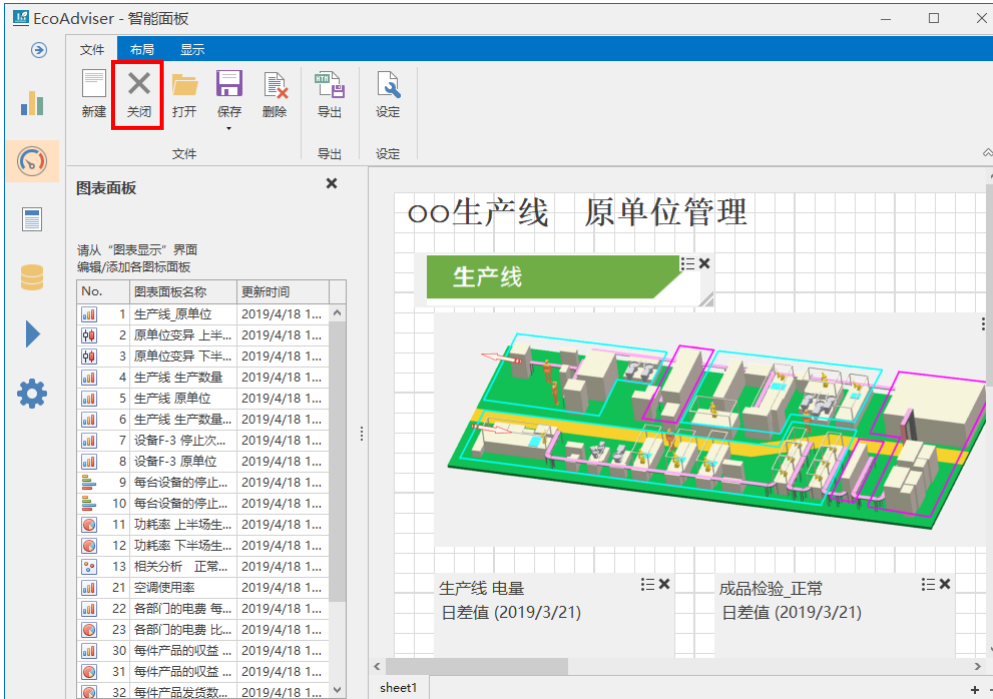 EcoAdviser - 智能面板
文件 布局 显示
新建 关闭 打开 保存 删除 导出 设定
文件 导出 设定
图表面板
请从“图表显示”界面
编辑/添加各图标面板
No. 图表面板名称 更新时间
1 生产线_原单位 2019/4/18 1...
2 原单位变异 上半... 2019/4/18 1...
3 原单位变异 下半... 2019/4/18 1...
4 生产线 生产数量 2019/4/18 1...
5 生产线 原单位 2019/4/18 1...
6 生产线 生产数量... 2019/4/18 1...
7 设备F-3 停止次... 2019/4/18 1...
8 设备F-3 原单位 2019/4/18 1...
9 每台设备的停止... 2019/4/18 1...
10 每台设备的停止... 2019/4/18 1...
11 功耗率 上半场生... 2019/4/18 1...
12 功耗率 下半场生... 2019/4/18 1...
13 相关分析 正常... 2019/4/18 1...
21 空调使用率 2019/4/18 1...
22 各部门的电费 每... 2019/4/18 1...
23 各部门的电费 比... 2019/4/18 1...
30 每件产品的收益 ... 2019/4/18 1...
31 每件产品的收益 ... 2019/4/18 1...
32 每件产品发货数... 2019/4/18 1...
oo生产线 原单位管理
生产线
生产线 电量
日差值 (2019/3/21)
成品检验_正常
日差值 (2019/3/21)
sheet1